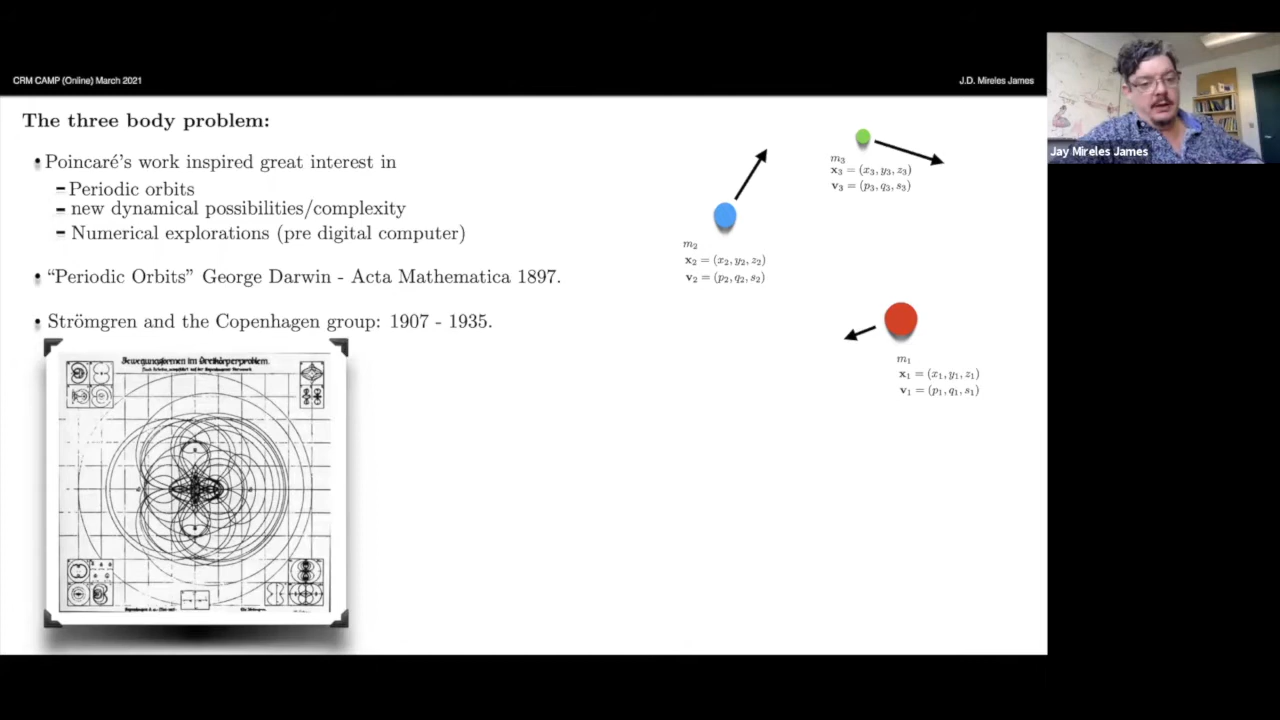 CRM CAMP (Online) March 2021
J.D. Mireles James
Jay Mireles James
The three body problem:
• Poincaré's work inspired great interest in
– Periodic orbits
– new dynamical possibilities/complexity
– Numerical explorations (pre digital computer)
• “Periodic Orbits” George Darwin - Acta Mathematica 1897.
• Strömgren and the Copenhagen group: 1907 - 1935.
Bewegungsformen im Dreikörperproblem.
m₃
x₃ = (x₃, y₃, z₃)
v₃ = (p₃, q₃, s₃)
m₂
x₂ = (x₂, y₂, z₂)
v₂ = (p₂, q₂, s₂)
m₁
x₁ = (x₁, y₁, z₁)
v₁ = (p₁, q₁, s₁)